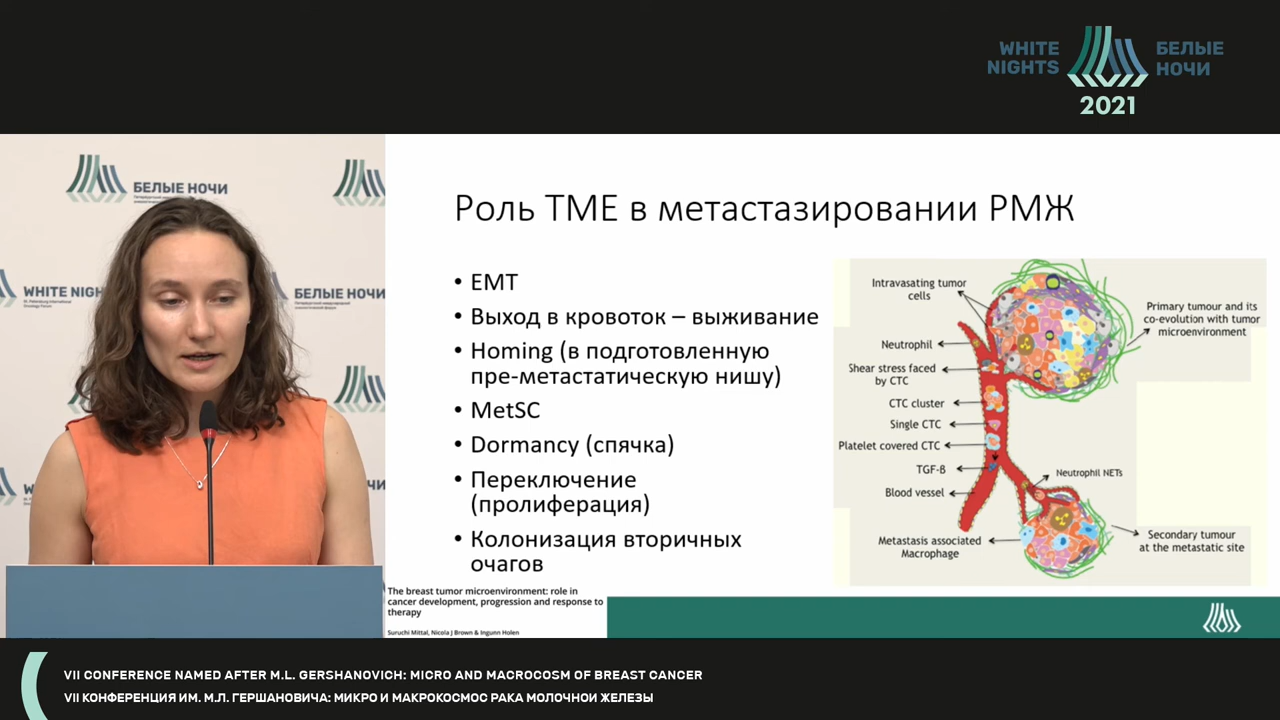 WHITE
NIGHTS
БЕЛЫЕ
НОЧИ
2021
БЕЛЫЕ НОЧИ
WHITE NIGH
БЕЛЫЕ НОЧИ
Роль TME в метастазировании РМЖ
• EMT
• Выход в кровоток – выживание
• Homing (в подготовленную
пре-метастатическую нишу)
• MetSC
• Dormancy (спячка)
• Переключение
(пролиферация)
• Колонизация вторичных
очагов
Intravasating tumor
cells
Primary tumour and its
co-evolution with tumor
microenvironment
Neutrophil
Shear stress faced
by CTC
CTC cluster
Single CTC
Platelet covered CTC
TGF-ß
Neutrophil NETs
Blood vessel
Metastasis associated
Macrophage
Secondary tumour
at the metastatic site
The breast tumor microenvironment: role in
cancer development, progression and response to
therapy
Suruchi Mittal, Nicola J Brown & Ingunn Holen
VII CONFERENCE NAMED AFTER M.L. GERSHANOVICH: MICRO AND MACROCOSM OF BREAST CANCER
VII КОНФЕРЕНЦИЯ ИМ. М.Л. ГЕРШАНОВИЧА: МИКРО И МАКРОКОСМОС РАКА МОЛОЧНОЙ ЖЕЛЕЗЫ